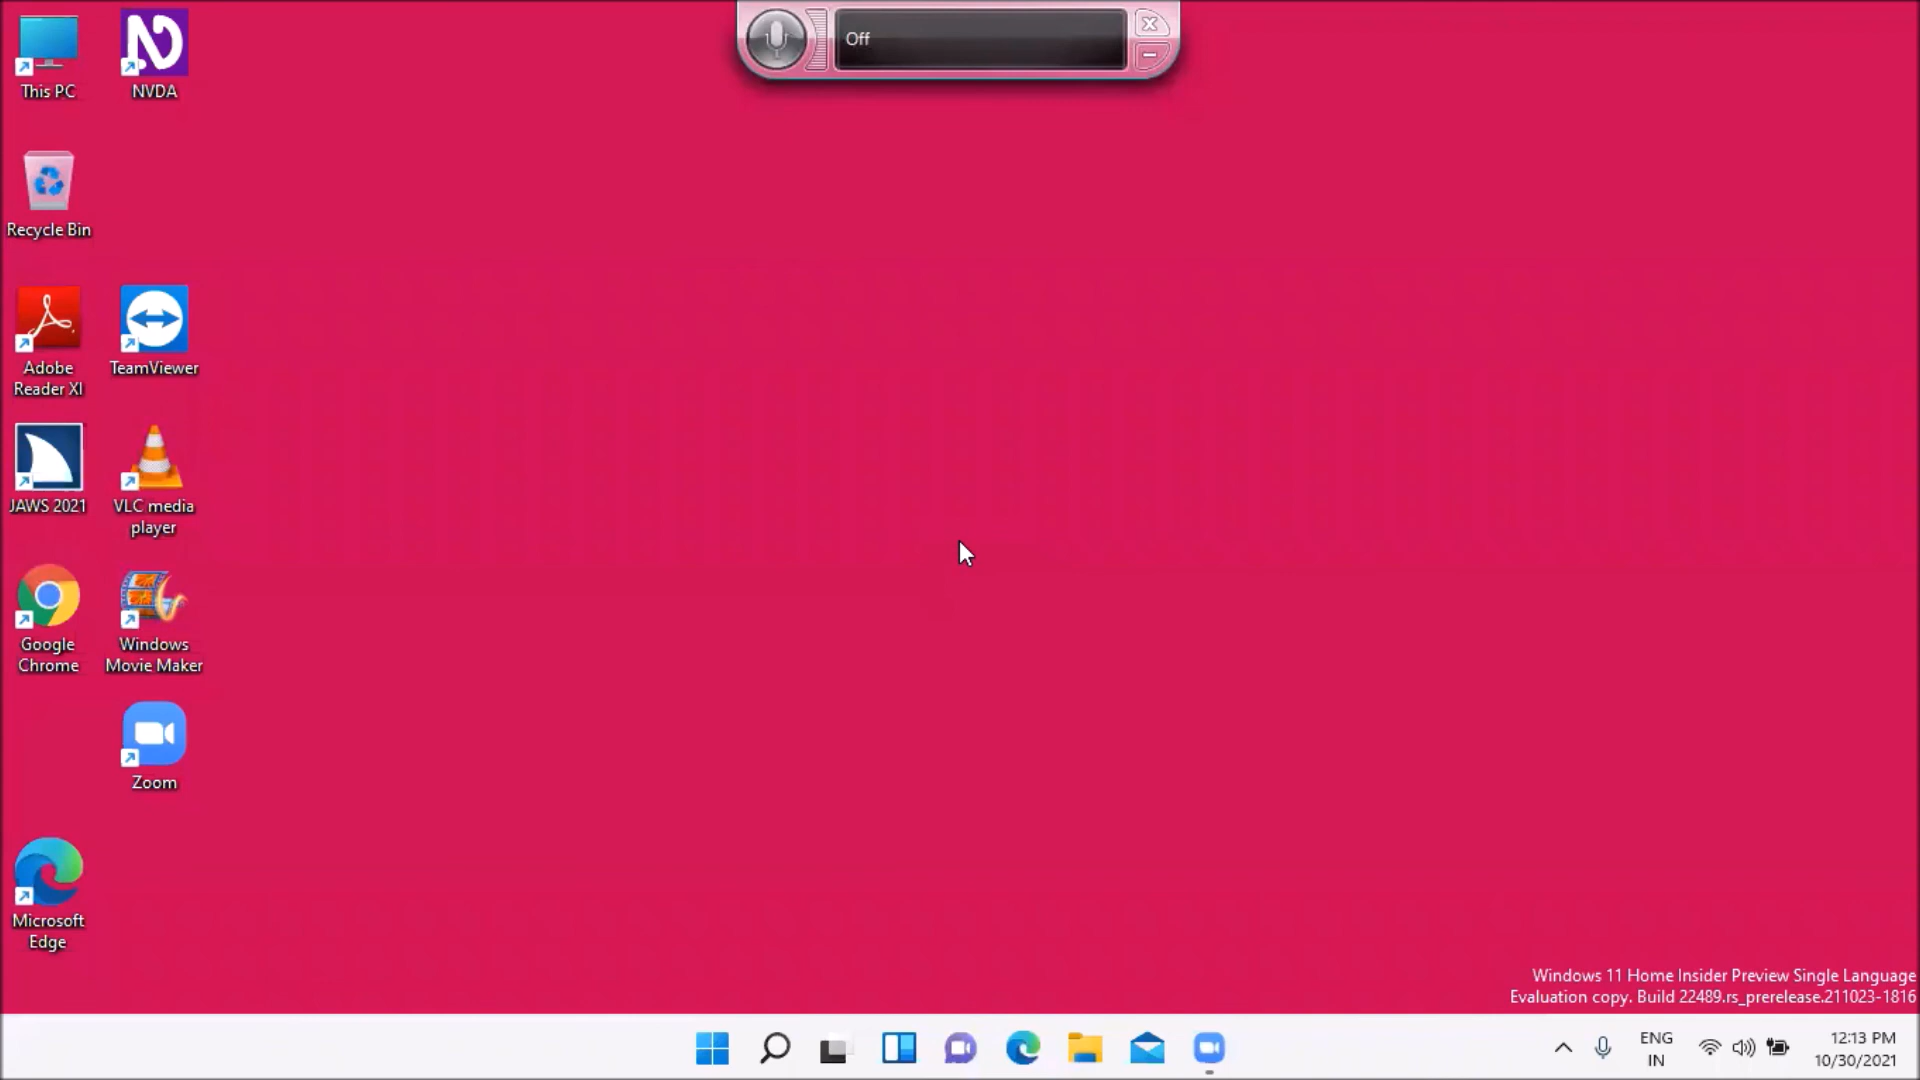 Off
This PC
NVDA
Recycle Bin
Adobe
Reader XI
TeamViewer
JAWS 2021
VLC media
player
Google
Chrome
Windows
Movie Maker
Zoom
Microsoft
Edge
Windows 11 Home Insider Preview Single Language
Evaluation copy. Build 22489.rs_prerelease.211023-1816
ENG
IN
12:13 PM
10/30/2021